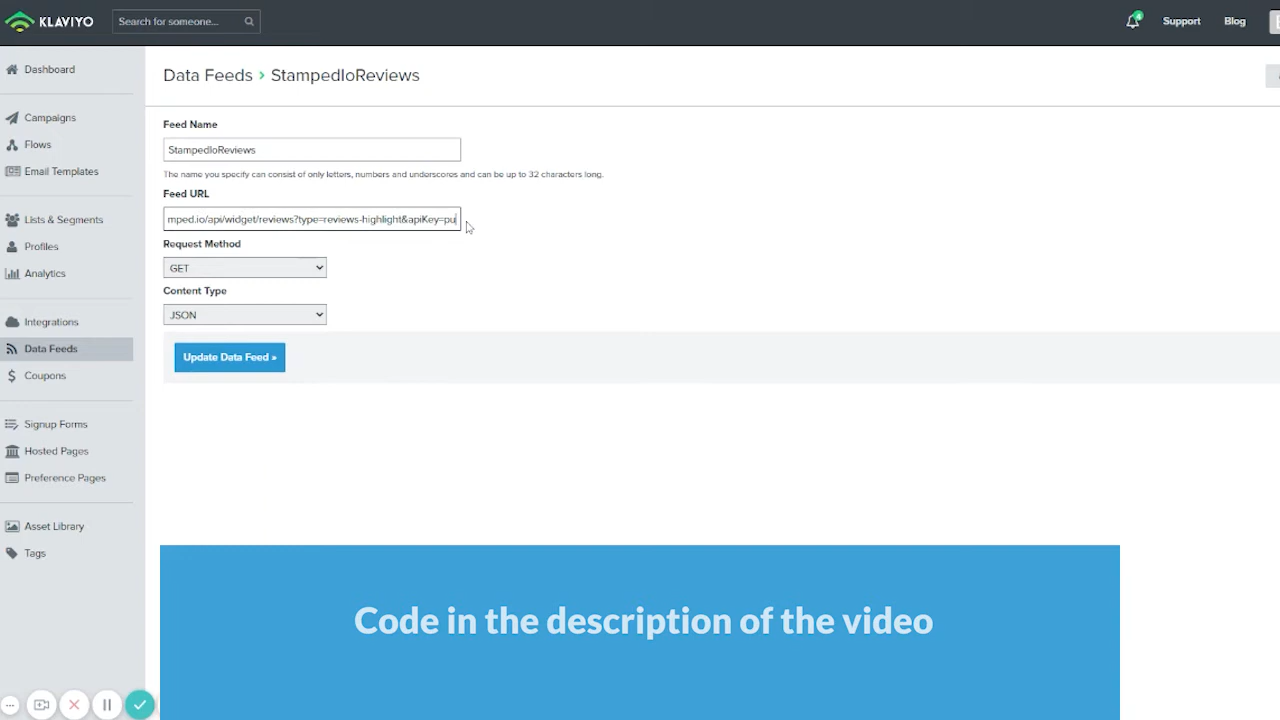 KLAVIYO
Search for someone...
4
Support
Blog
Dashboard
Campaigns
Flows
Email Templates
Lists & Segments
Profiles
Analytics
Integrations
Data Feeds
$ Coupons
Signup Forms
Hosted Pages
Preference Pages
Asset Library
Tags
Data Feeds > StampedIoReviews
Feed Name
StampedIoReviews
The name you specify can consist of only letters, numbers and underscores and can be up to 32 characters long.
Feed URL
mped.io/api/widget/reviews?type=reviews-highlight&apiKey=pu
Request Method
GET
Content Type
JSON
Update Data Feed »
Code in the description of the video